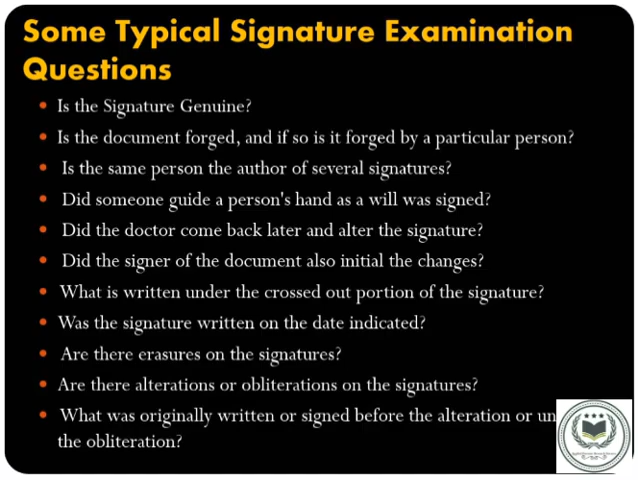 Some Typical Signature Examination
Questions
• Is the Signature Genuine?
• Is the document forged, and if so is it forged by a particular person?
• Is the same person the author of several signatures?
• Did someone guide a person's hand as a will was signed?
• Did the doctor come back later and alter the signature?
• Did the signer of the document also initial the changes?
• What is written under the crossed out portion of the signature?
• Was the signature written on the date indicated?
• Are there erasures on the signatures?
• Are there alterations or obliterations on the signatures?
• What was originally written or signed before the alteration or un
the obliteration?